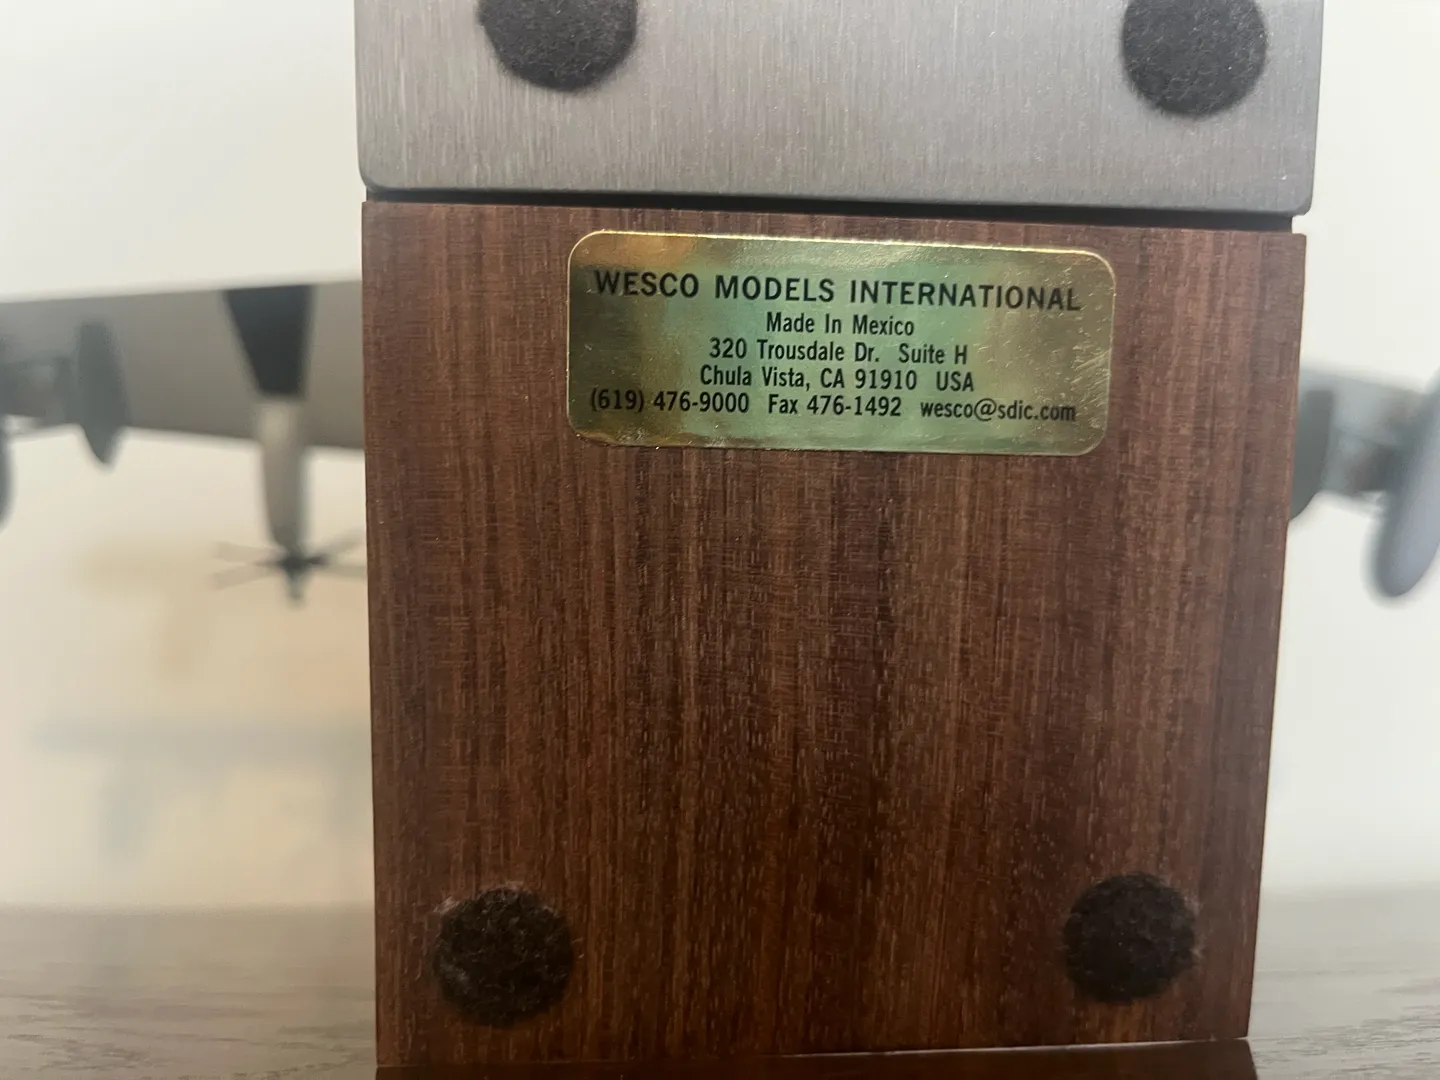 WESCO MODELS INTERNATIONAL
Made In Mexico
320 Trousdale Dr. Suite H
Chula Vista, CA 91910 USA
(619) 476-9000 Fax 476-1492 wesco@sdic.com